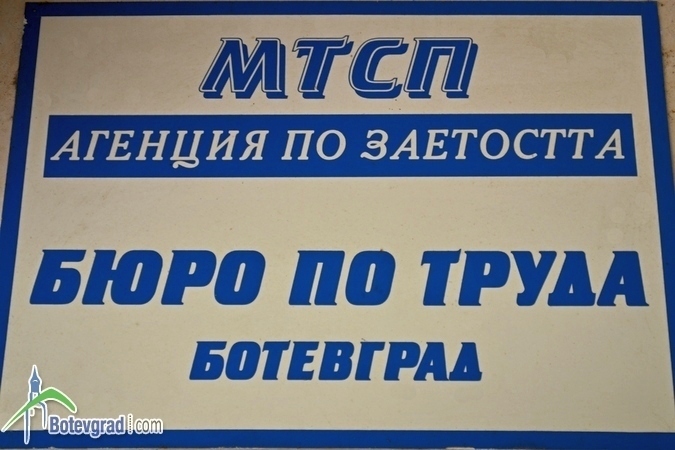 МТСП
АГЕНЦИЯ ПО ЗАЕТОСТТА
БЮРО ПО ТРУДА
БОТЕВГРАД
Botevgrad.com